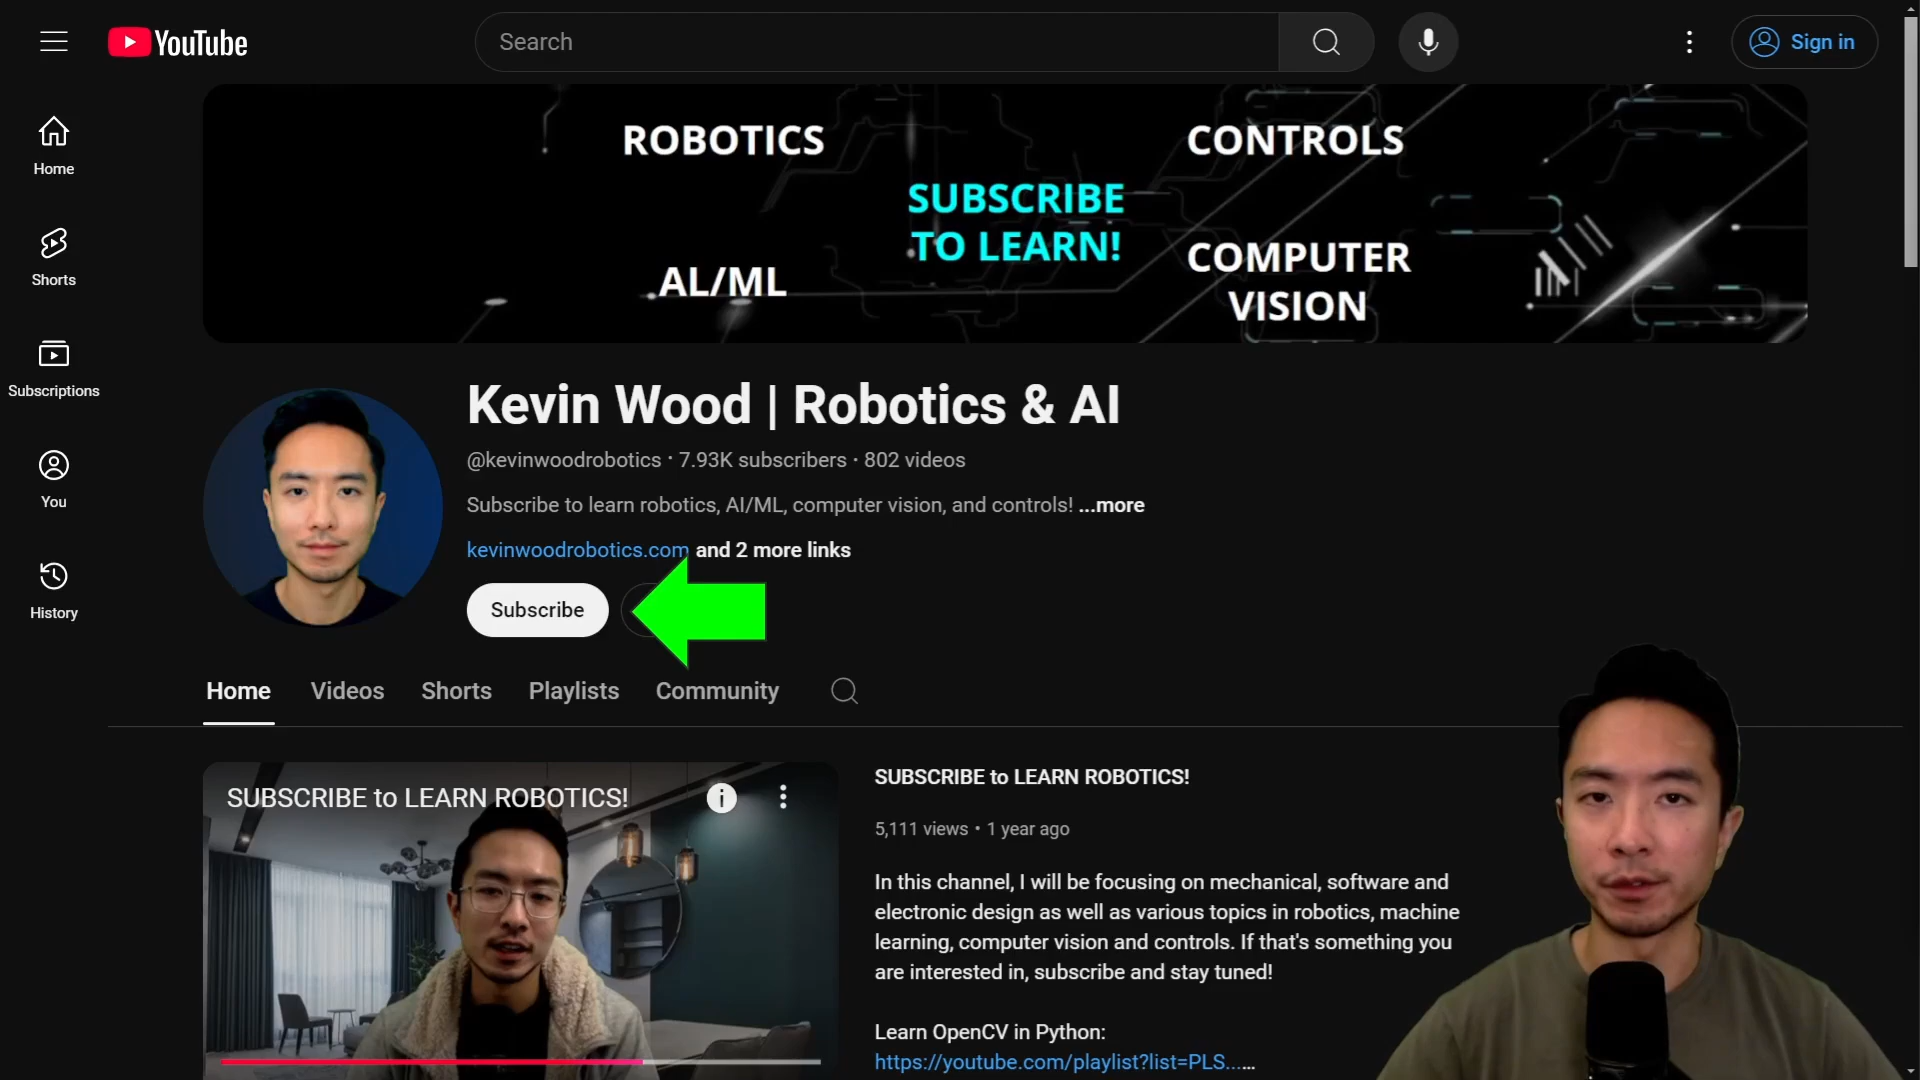 YouTube
Search
Sign in
Home
Shorts
Subscriptions
You
History
ROBOTICS
CONTROLS
SUBSCRIBE
TO LEARN!
AL/ML
COMPUTER
VISION
Kevin Wood | Robotics & AI
@kevinwoodrobotics · 7.93K subscribers · 802 videos
Subscribe to learn robotics, AI/ML, computer vision, and controls! ...more
kevinwoodrobotics.com and 2 more links
Subscribe
Home Videos Shorts Playlists Community
SUBSCRIBE to LEARN ROBOTICS!
SUBSCRIBE to LEARN ROBOTICS!
5,111 views • 1 year ago
In this channel, I will be focusing on mechanical, software and
electronic design as well as various topics in robotics, machine
learning, computer vision and controls. If that's something you
are interested in, subscribe and stay tuned!
Learn OpenCV in Python:
https://youtube.com/playlist?list=PLS......